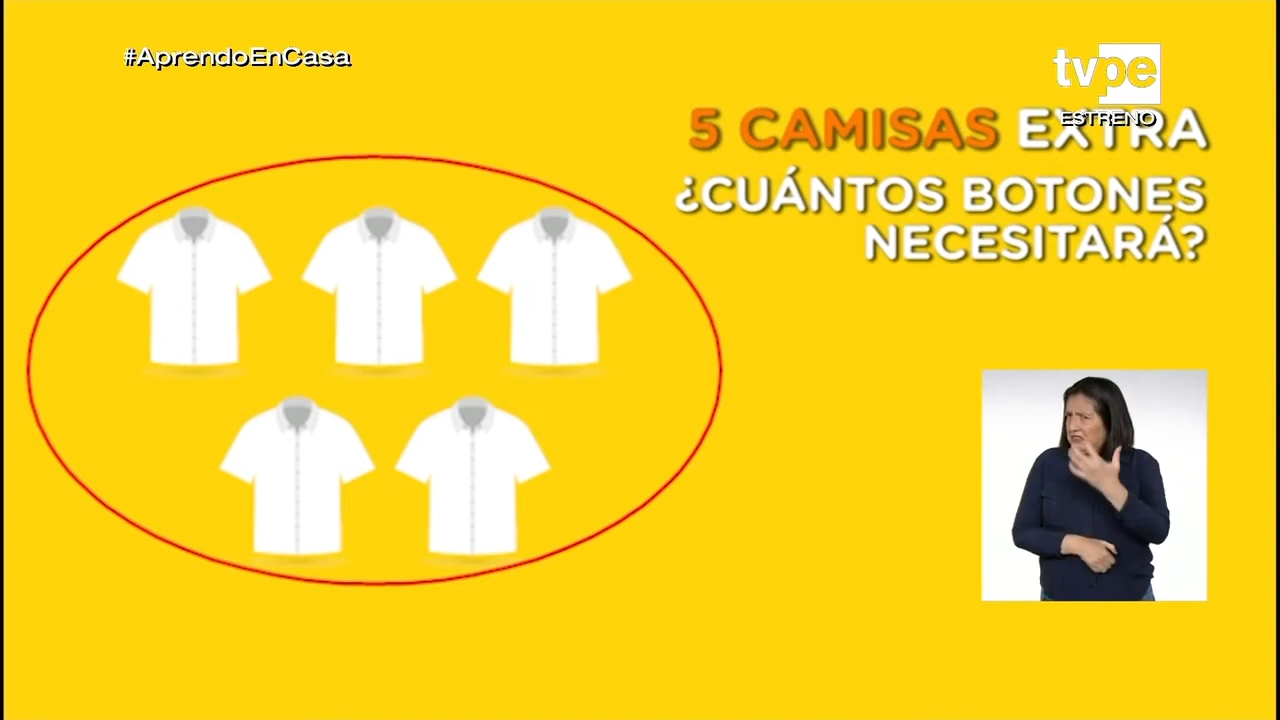 #AprendoEnCasa
tvpe
ESTRENO
5 CAMISAS EXTRA
¿CUÁNTOS BOTONES
NECESITARÁ?